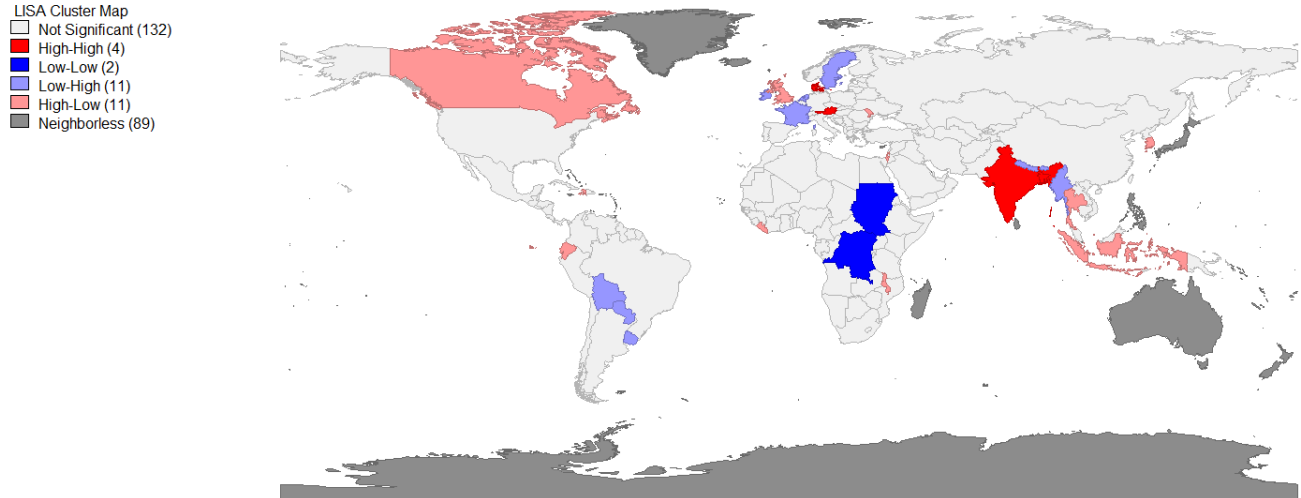 LISA Cluster Map
Not Significant (132)
High-High (4)
Low-Low (2)
Low-High (11)
High-Low (11)
Neighborless (89)